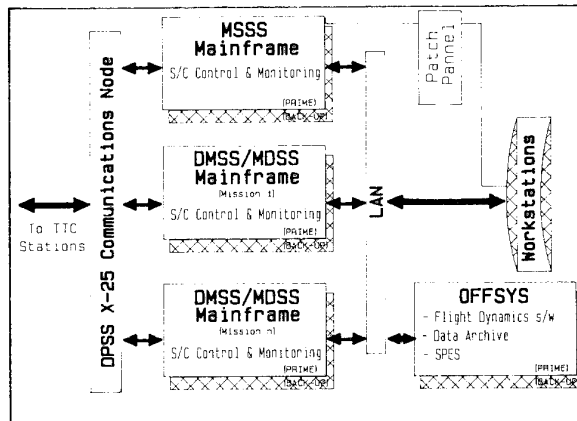 DPSS X-25 Communications Node
To TTC
Stations
MSSS
Mainframe
S/C Control & Monitoring
(PRIME)
(BACK-UP)
DMSS/MDSS
Mainframe
(Mission 1)
S/C Control & Monitoring
(PRIME)
(BACK-UP)
DMSS/MDSS
Mainframe
(Mission n)
S/C Control & Monitoring
(PRIME)
(BACK-UP)
LAN
Patch
Pannel
Workstations
OFFSYS
- Flight Dynamics s/w
- Data Archive
- SPES
(PRIME)
(BACK-UP)